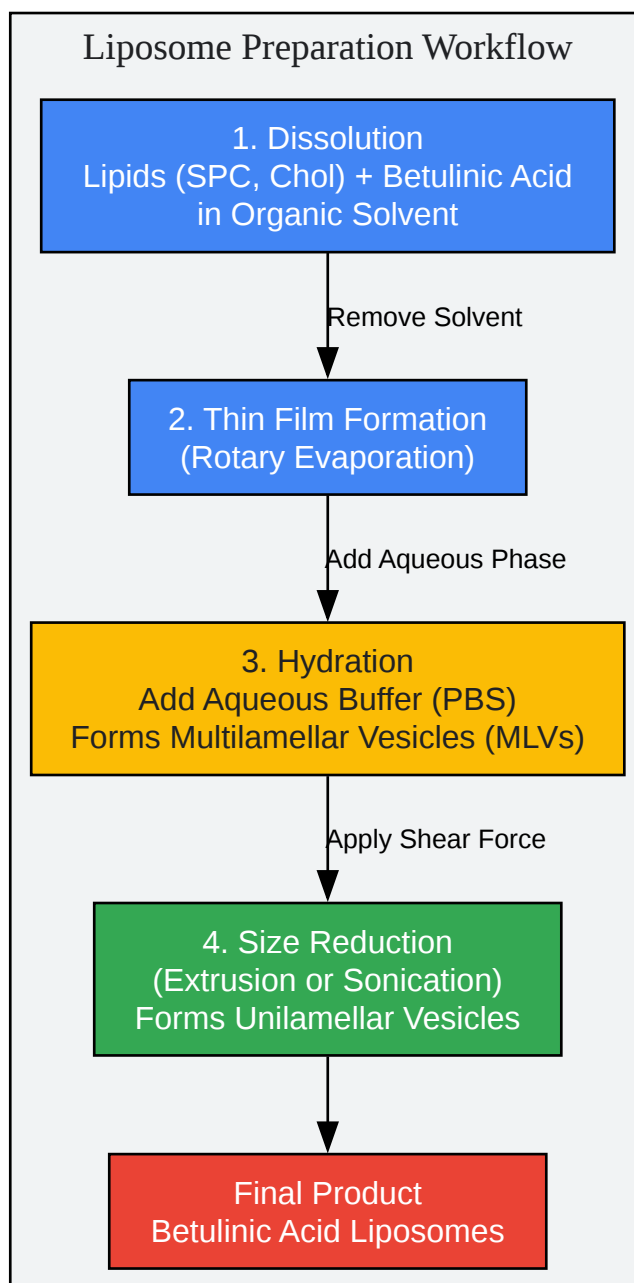 Liposome Preparation Workflow
1. Dissolution
Lipids (SPC, Chol) + Betulinic Acid
in Organic Solvent
Remove Solvent
2. Thin Film Formation
(Rotary Evaporation)
Add Aqueous Phase
3. Hydration
Add Aqueous Buffer (PBS)
Forms Multilamellar Vesicles (MLVs)
Apply Shear Force
4. Size Reduction
(Extrusion or Sonication)
Forms Unilamellar Vesicles
Final Product
Betulinic Acid Liposomes